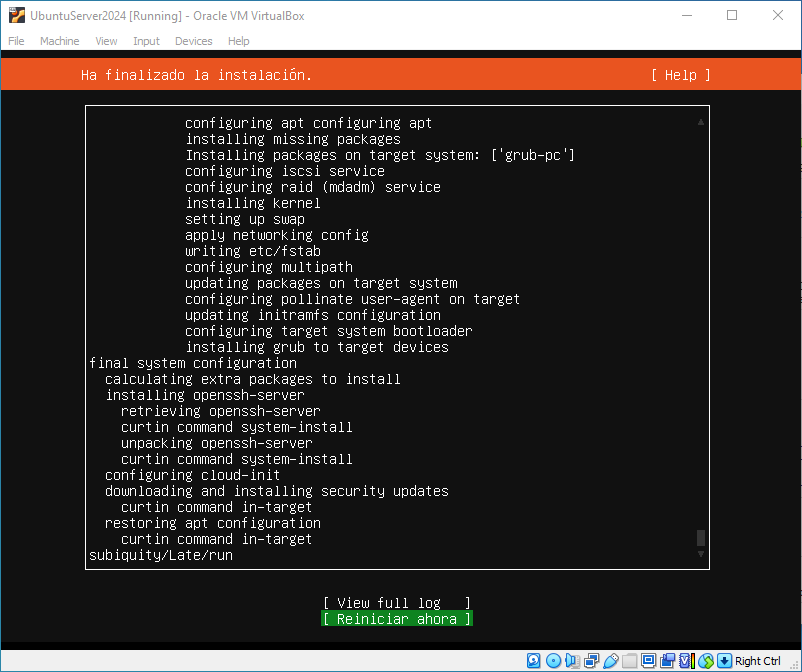 UbuntuServer2024 [Running] - Oracle VM VirtualBox
File Machine View Input Devices Help
Ha finalizado la instalación. [ Help ]
configuring apt configuring apt
installing missing packages
Installing packages on target system: ['grub-pc']
configuring iscsi service
configuring raid (mdadm) service
installing kernel
setting up swap
apply networking config
writing etc/fstab
configuring multipath
updating packages on target system
configuring pollinate user-agent on target
updating initramfs configuration
configuring target system bootloader
installing grub to target devices
final system configuration
calculating extra packages to install
installing openssh-server
retrieving openssh-server
curtin command system-install
unpacking openssh-server
curtin command system-install
configuring cloud-init
downloading and installing security updates
curtin command in-target
restoring apt configuration
curtin command in-target
subiquity/Late/run
[ View full log ]
[ Reiniciar ahora ]
Right Ctrl